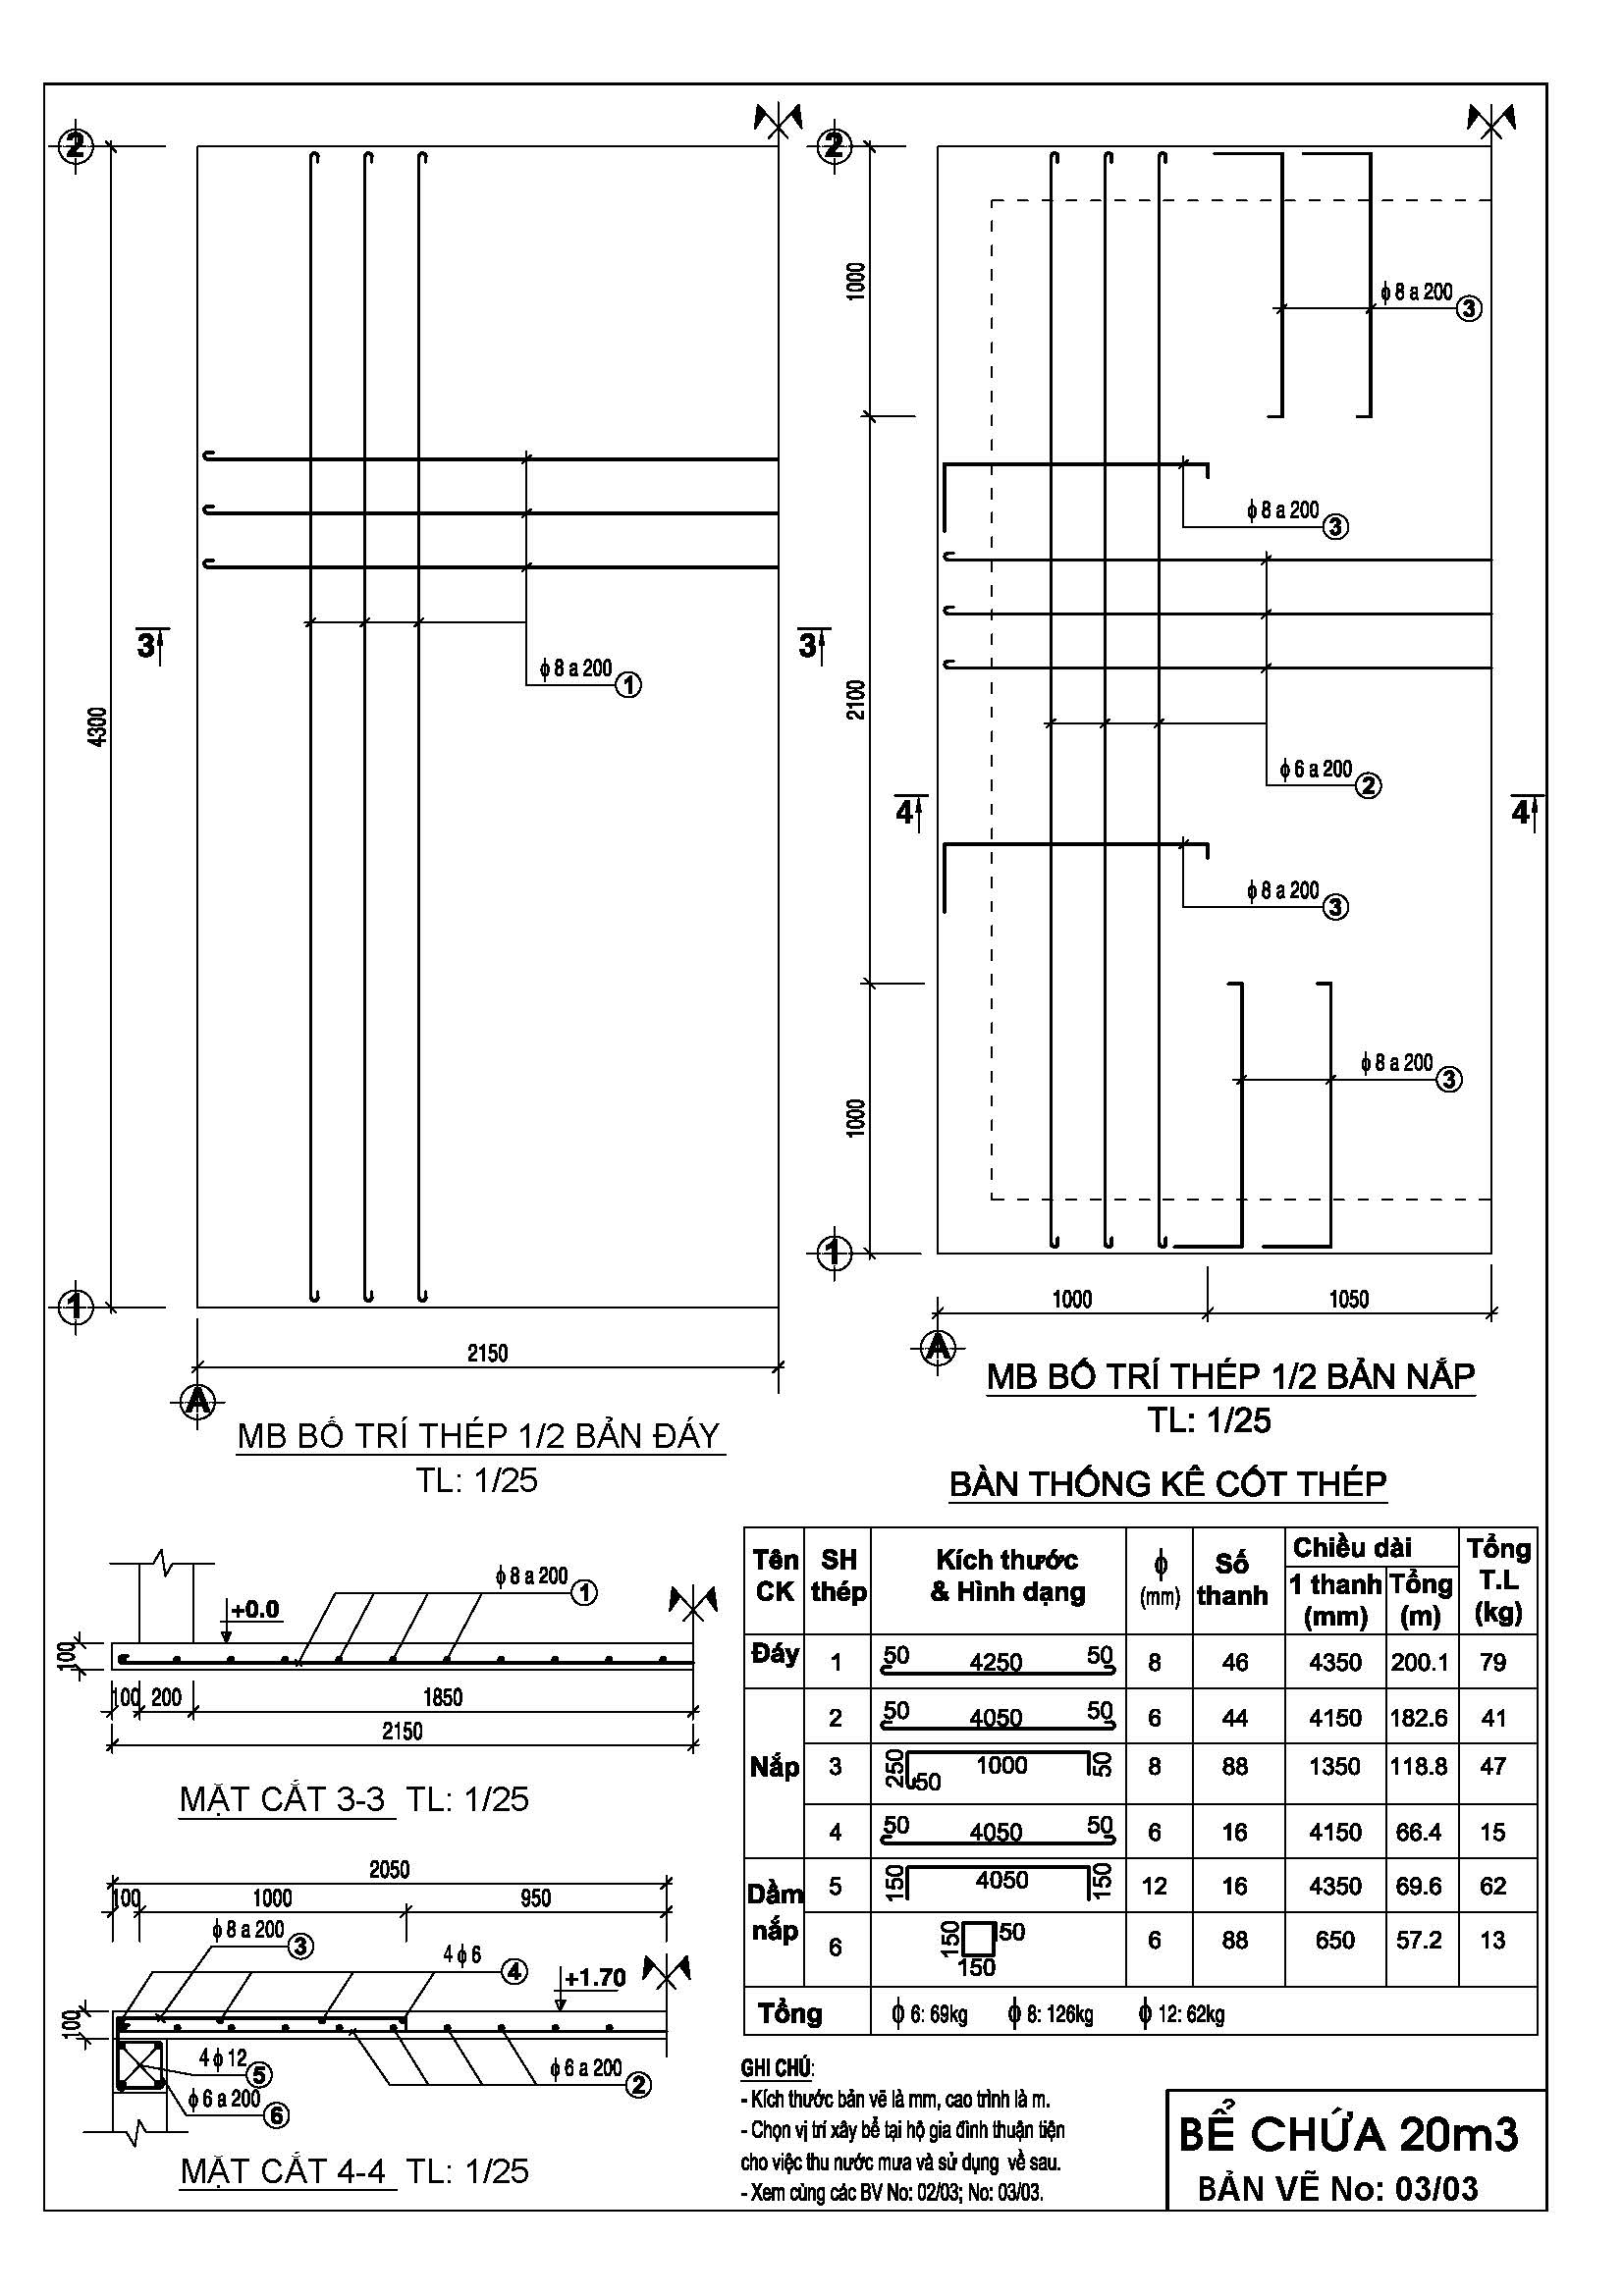 2
2
1000
ϕ 8 a 200 3
ϕ 8 a 200 3
3 3
ϕ 8 a 200 1
4300
2100
ϕ 6 a 200 2
4 4
ϕ 8 a 200 3
ϕ 8 a 200 3
1000
1
1
1000 1050
2150
A
A
MB BỐ TRÍ THÉP 1/2 BẢN NẮP
TL: 1/25
MB BỐ TRÍ THÉP 1/2 BẢN ĐÁY
TL: 1/25
ϕ 8 a 200 1
+0.0
100
100 200 1850
2150
MẶT CẮT 3-3 TL: 1/25
2050
100 1000 950
ϕ 8 a 200 3
4 ϕ 6
4
+1.70
100
4 ϕ 12 5
ϕ 6 a 200 2
ϕ 6 a 200 6
MẶT CẮT 4-4 TL: 1/25
BÀN THỐNG KÊ CỐT THÉP
Tên CK SH thép Kích thước & Hình dạng ϕ (mm) Số thanh Chiều dài 1 thanh (mm) Tổng (m) Tổng T.L (kg)
Đáy 1 50 4250 50 8 46 4350 200.1 79
Nắp 2 50 4050 50 6 44 4150 182.6 41
3 250 50 1000 50 8 88 1350 118.8 47
4 50 4050 50 6 16 4150 66.4 15
Dầm nắp 5 150 4050 150 12 16 4350 69.6 62
6 150 150 50 6 88 650 57.2 13
Tổng ϕ 6: 69kg ϕ 8: 126kg ϕ 12: 62kg
GHI CHÚ:
- Kích thước bản vẽ là mm, cao trình là m.
- Chọn vị trí xây bể tại hộ gia đình thuận tiện
cho việc thu nước mưa và sử dụng về sau.
- Xem cùng các BV No: 02/03; No: 03/03.
BỂ CHỨA 20m3
BẢN VẼ No: 03/03